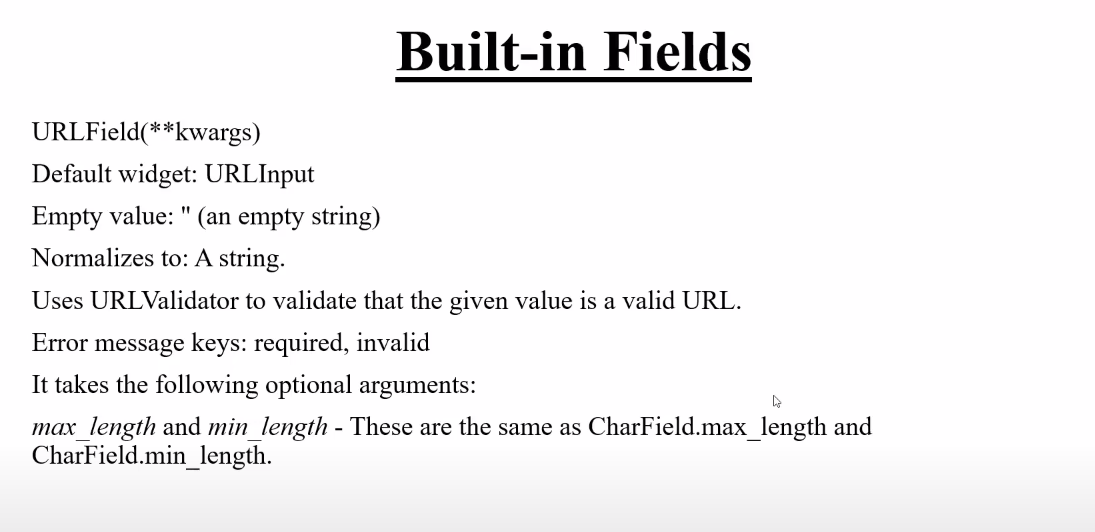 Built-in Fields
URLField(**kwargs)
Default widget: URLInput
Empty value: '' (an empty string)
Normalizes to: A string.
Uses URLValidator to validate that the given value is a valid URL.
Error message keys: required, invalid
It takes the following optional arguments:
max_length and min_length - These are the same as CharField.max_length and
CharField.min_length.